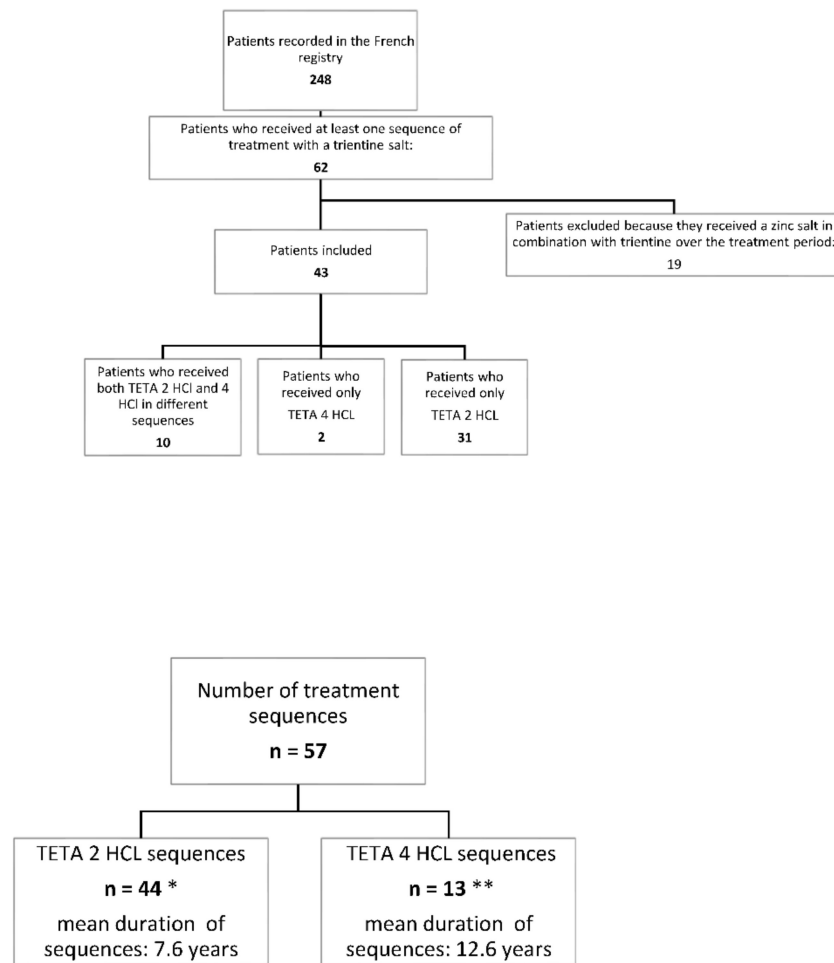 Patients recorded in the French
registry
248
Patients who received at least one sequence of
treatment with a trientine salt:
62
Patients excluded because they received a zinc salt in
combination with trientine over the treatment period:
19
Patients included
43
Patients who received
both TETA 2 HCl and 4
HCl in different
sequences
10
Patients who
received only
TETA 4 HCL
2
Patients who
received only
TETA 2 HCL
31
Number of treatment
sequences
n = 57
TETA 2 HCL sequences
n = 44 *
mean duration of
sequences: 7.6 years
TETA 4 HCL sequences
n = 13 **
mean duration of
sequences: 12.6 years